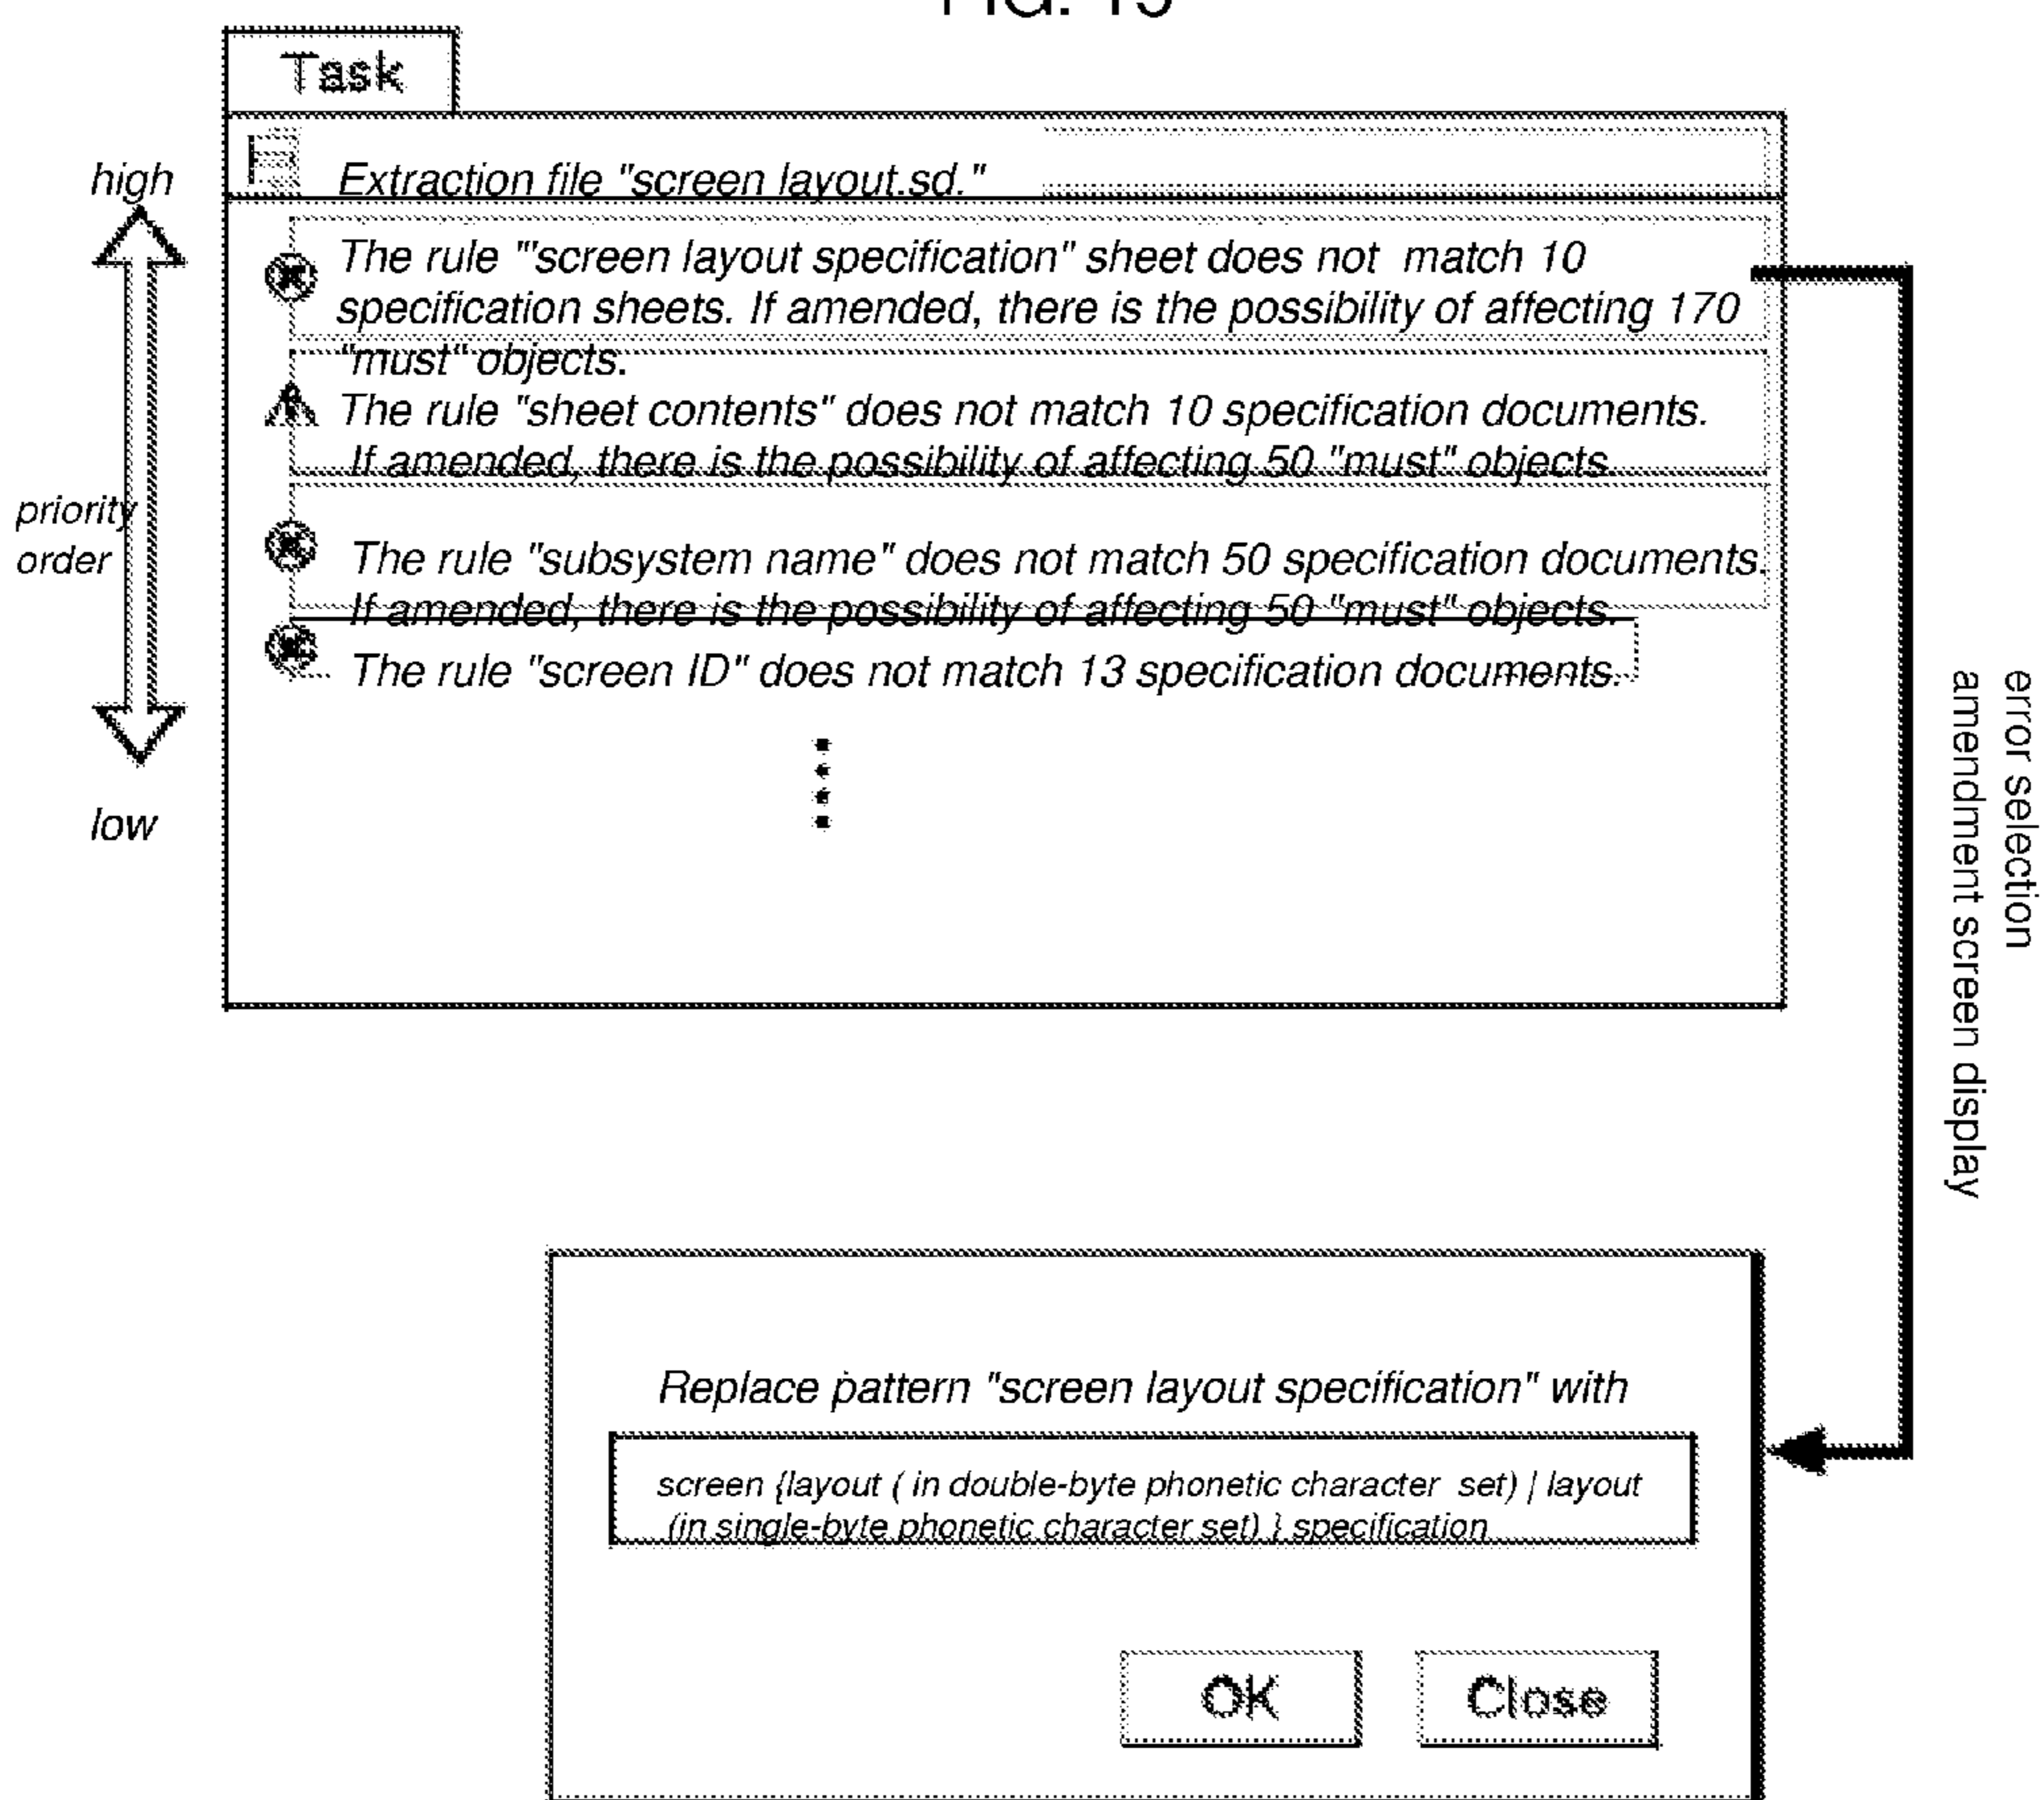 Task
high
Extraction file "screen layout.sd."
The rule "'screen layout specification" sheet does not match 10
specification sheets. If amended, there is the possibility of affecting 170
"must" objects.
The rule "sheet contents" does not match 10 specification documents.
If amended, there is the possibility of affecting 50 "must" objects.
priority
order
The rule "subsystem name" does not match 50 specification documents.
If amended, there is the possibility of affecting 50 "must" objects.
The rule "screen ID" does not match 13 specification documents.
low
error selection
amendment screen display
Replace pattern "screen layout specification" with
screen {layout ( in double-byte phonetic character set) | layout
(in single-byte phonetic character set) } specification
OK
Close